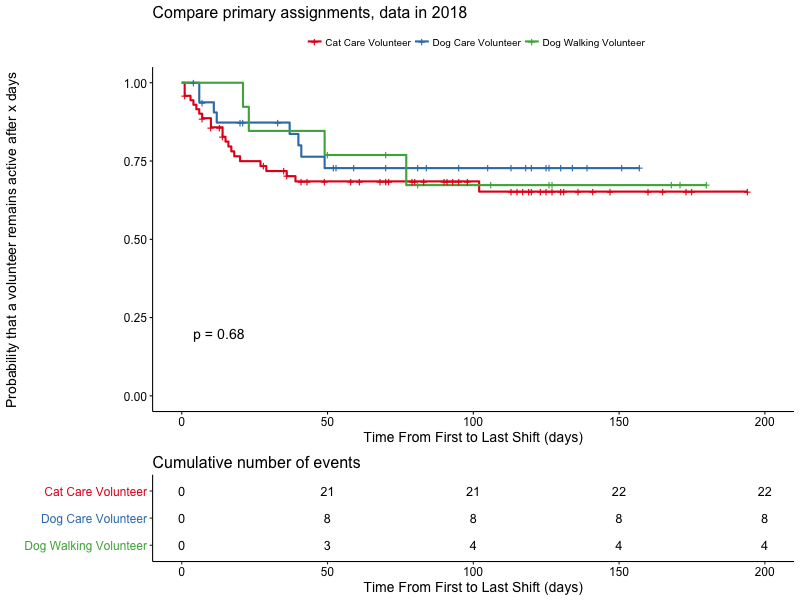 Compare primary assignments, data in 2018
Cat Care Volunteer Dog Care Volunteer Dog Walking Volunteer
Probability that a volunteer remains active after x days
1.00
0.75
0.50
0.25
0.00
p = 0.68
0 50 100 150 200
Time From First to Last Shift (days)
Cumulative number of events
Cat Care Volunteer 0 21 21 22 22
Dog Care Volunteer 0 8 8 8 8
Dog Walking Volunteer 0 3 4 4 4
0 50 100 150 200
Time From First to Last Shift (days)